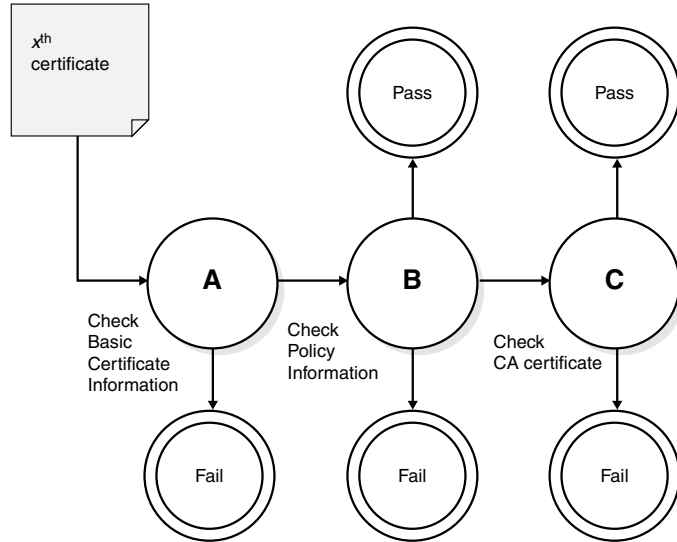 xth
certificate
Pass
Pass
A
B
C
Check
Basic
Certificate
Information
Check
Policy
Information
Check
CA certificate
Fail
Fail
Fail